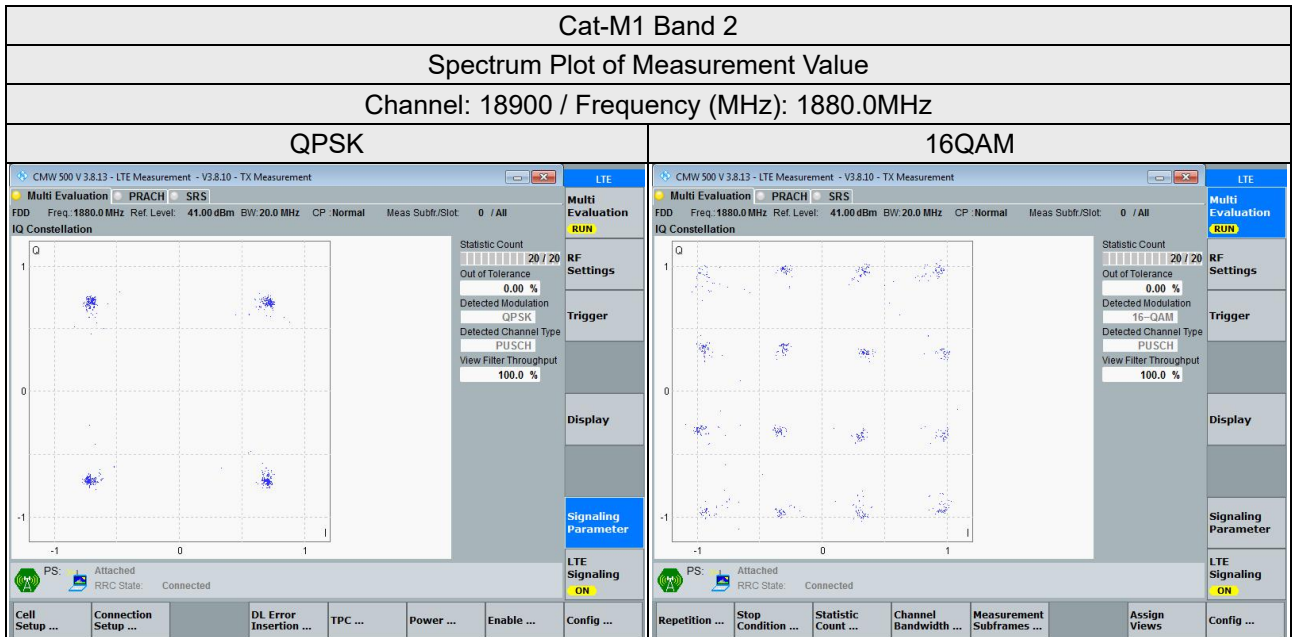 Cat-M1 Band 2
Spectrum Plot of Measurement Value
Channel: 18900 / Frequency (MHz): 1880.0MHz
QPSK
16QAM
CMW 500 V 3.8.13 - LTE Measurement - V3.8.10 - TX Measurement
LTE
Multi Evaluation PRACH SRS
FDD Freq.:1880.0 MHz Ref. Level: 41.00 dBm BW:20.0 MHz CP :Normal Meas Subfr./Slot: 0 / All
IQ Constellation
Q
1
0
-1
-1 0 1
I
Statistic Count
20 / 20
Out of Tolerance
0.00 %
Detected Modulation
QPSK
Detected Channel Type
PUSCH
View Filter Throughput
100.0 %
Multi
Evaluation
RUN
RF
Settings
Trigger
Display
Signaling
Parameter
LTE
Signaling
ON
PS: Attached
RRC State: Connected
Cell
Setup ...
Connection
Setup ...
DL Error
Insertion ...
TPC ...
Power ...
Enable ...
Config ...
CMW 500 V 3.8.13 - LTE Measurement - V3.8.10 - TX Measurement
LTE
Multi Evaluation PRACH SRS
FDD Freq.:1880.0 MHz Ref. Level: 41.00 dBm BW:20.0 MHz CP :Normal Meas Subfr./Slot: 0 / All
IQ Constellation
Q
1
0
-1
-1 0 1
I
Statistic Count
20 / 20
Out of Tolerance
0.00 %
Detected Modulation
16-QAM
Detected Channel Type
PUSCH
View Filter Throughput
100.0 %
Multi
Evaluation
RUN
RF
Settings
Trigger
Display
Signaling
Parameter
LTE
Signaling
ON
PS: Attached
RRC State: Connected
Repetition ...
Stop
Condition ...
Statistic
Count ...
Channel
Bandwidth ...
Measurement
Subframes ...
Assign
Views
Config ...